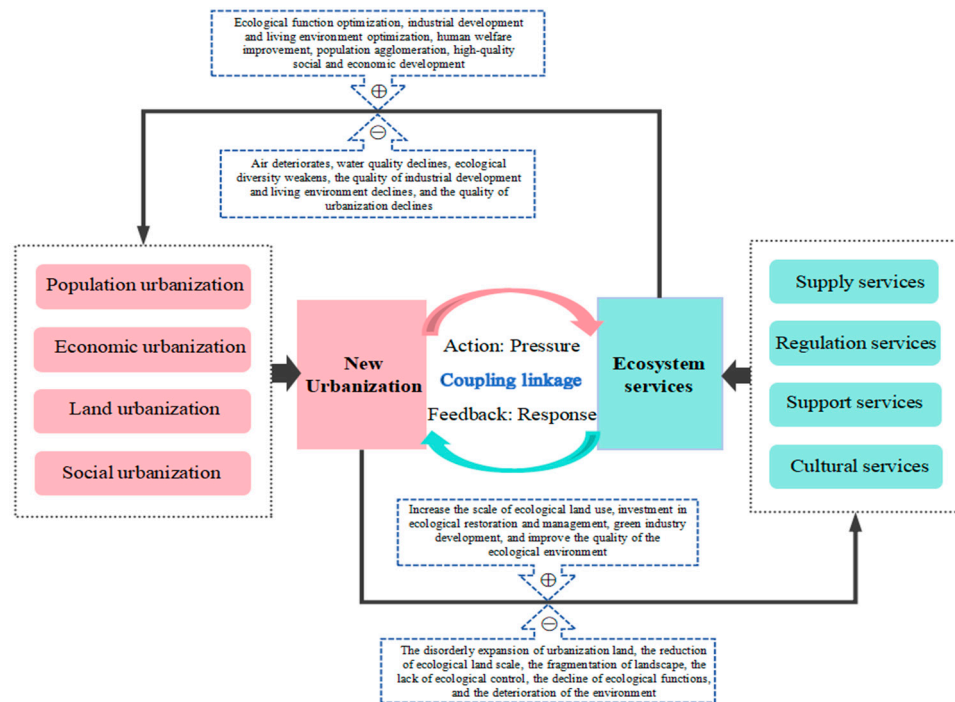 Ecological function optimization, industrial development
and living environment optimization, human welfare
improvement, population agglomeration, high-quality
social and economic development
⊕
⊖
Air deteriorates, water quality declines, ecological
diversity weakens, the quality of industrial development
and living environment declines, and the quality of
urbanization declines
Population urbanization
Economic urbanization
Land urbanization
Social urbanization
New
Urbanization
Action: Pressure
Coupling linkage
Feedback: Response
Ecosystem
services
Supply services
Regulation services
Support services
Cultural services
Increase the scale of ecological land use, investment in
ecological restoration and management, green industry
development, and improve the quality of the
ecological environment
⊕
⊖
The disorderly expansion of urbanization land, the reduction
of ecological land scale, the fragmentation of landscape, the
lack of ecological control, the decline of ecological functions,
and the deterioration of the environment